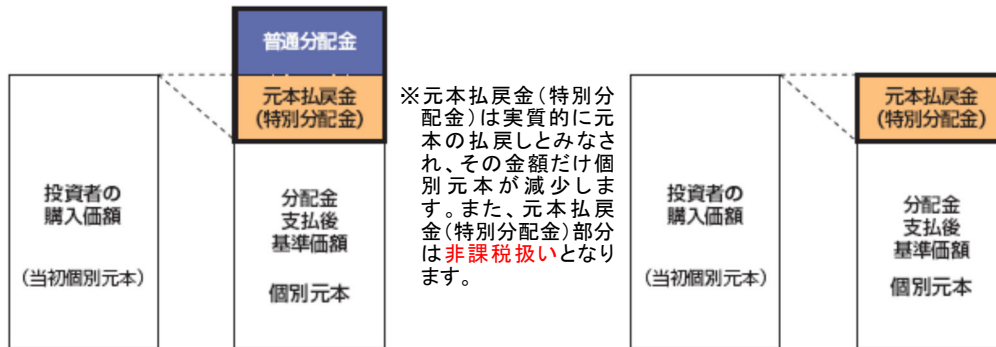 普通分配金
元本払戻金
(特別分配金)
投資者の
購入価額
(当初個別元本)
分配金
支払後
基準価額
個別元本
※元本払戻金(特別分
配金)は実質的に元
本の払戻しとみなさ
れ、その金額だけ個
別元本が減少しま
す。また、元本払戻
金(特別分配金)部分
は非課税扱いとなり
ます。
投資者の
購入価額
(当初個別元本)
元本払戻金
(特別分配金)
分配金
支払後
基準価額
個別元本